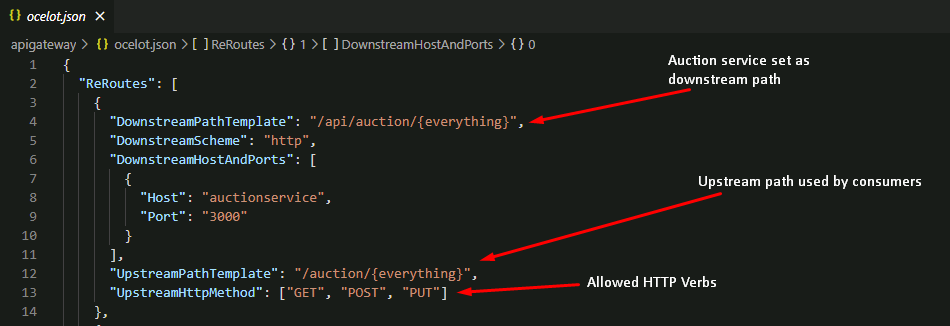 {} ocelot.json ×
apigateway > {} ocelot.json > [ ] ReRoutes > {} 1 > [ ] DownstreamHostAndPorts > {} 0
1 {
2 "ReRoutes": [
3 {
4 "DownstreamPathTemplate": "/api/auction/{everything}",
5 "DownstreamScheme": "http",
6 "DownstreamHostAndPorts": [
7 {
8 "Host": "auctionservice",
9 "Port": "3000"
10 }
11 ],
12 "UpstreamPathTemplate": "/auction/{everything}",
13 "UpstreamHttpMethod": ["GET", "POST", "PUT"]
14 },
Auction service set as
downstream path
Upstream path used by consumers
Allowed HTTP Verbs